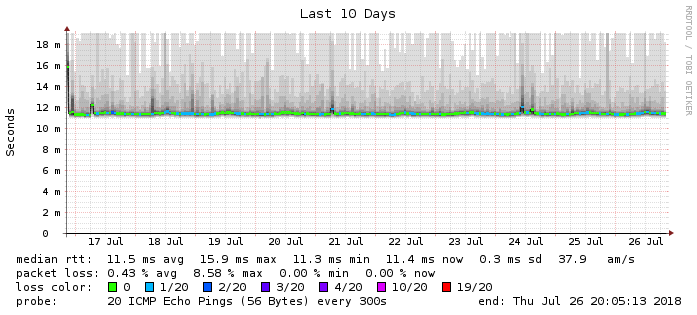 Last 10 Days
RRDTOOL / TOBI OETIKER
Seconds
18 m
16 m
14 m
12 m
10 m
8 m
6 m
4 m
2 m
0
17 Jul 18 Jul 19 Jul 20 Jul 21 Jul 22 Jul 23 Jul 24 Jul 25 Jul 26 Jul
median rtt: 11.5 ms avg 15.9 ms max 11.3 ms min 11.4 ms now 0.3 ms sd 37.9 am/s
packet loss: 0.43 % avg 8.58 % max 0.00 % min 0.00 % now
loss color: 0 1/20 2/20 3/20 4/20 10/20 19/20
probe: 20 ICMP Echo Pings (56 Bytes) every 300s end: Thu Jul 26 20:05:13 2018